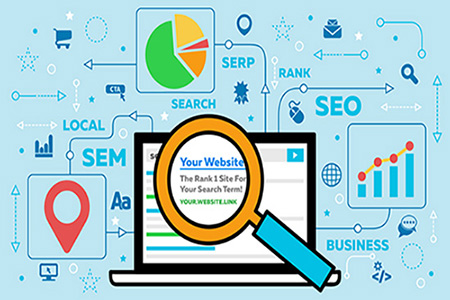 SERP
RANK
CTA
SEARCH
SEO
LOCAL
SEM
Your Website
The Rank 1 Site For
Your Search Term!
YOUR.WEBSITE.LINK
Aa
BUSINESS